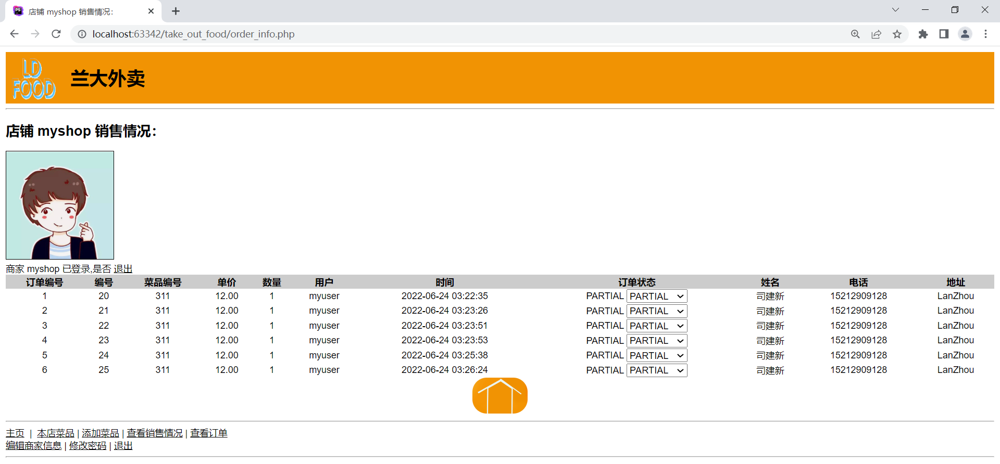 店铺 myshop 销售情况：
localhost:63342/take_out_food/order_info.php
LD
FOOD
兰大外卖
店铺 myshop 销售情况：
商家 myshop 已登录,是否 退出
订单编号 编号 菜品编号 单价 数量 用户 时间 订单状态 姓名 电话 地址
1 20 311 12.00 1 myuser 2022-06-24 03:22:35 PARTIAL PARTIAL 司建新 15212909128 LanZhou
2 21 311 12.00 1 myuser 2022-06-24 03:23:26 PARTIAL PARTIAL 司建新 15212909128 LanZhou
3 22 311 12.00 1 myuser 2022-06-24 03:23:51 PARTIAL PARTIAL 司建新 15212909128 LanZhou
4 23 311 12.00 1 myuser 2022-06-24 03:23:53 PARTIAL PARTIAL 司建新 15212909128 LanZhou
5 24 311 12.00 1 myuser 2022-06-24 03:25:38 PARTIAL PARTIAL 司建新 15212909128 LanZhou
6 25 311 12.00 1 myuser 2022-06-24 03:26:24 PARTIAL PARTIAL 司建新 15212909128 LanZhou
主页 | 本店菜品 | 添加菜品 | 查看销售情况 | 查看订单
编辑商家信息 | 修改密码 | 退出